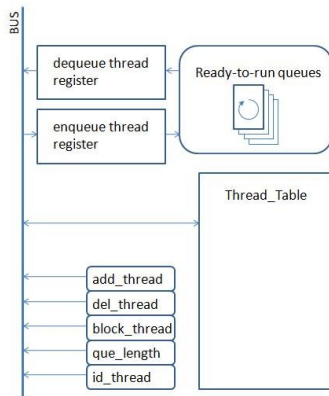 BUS
dequeue thread
register
Ready-to-run queues
enqueue thread
register
Thread_Table
add_thread
del_thread
block_thread
que_length
id_thread